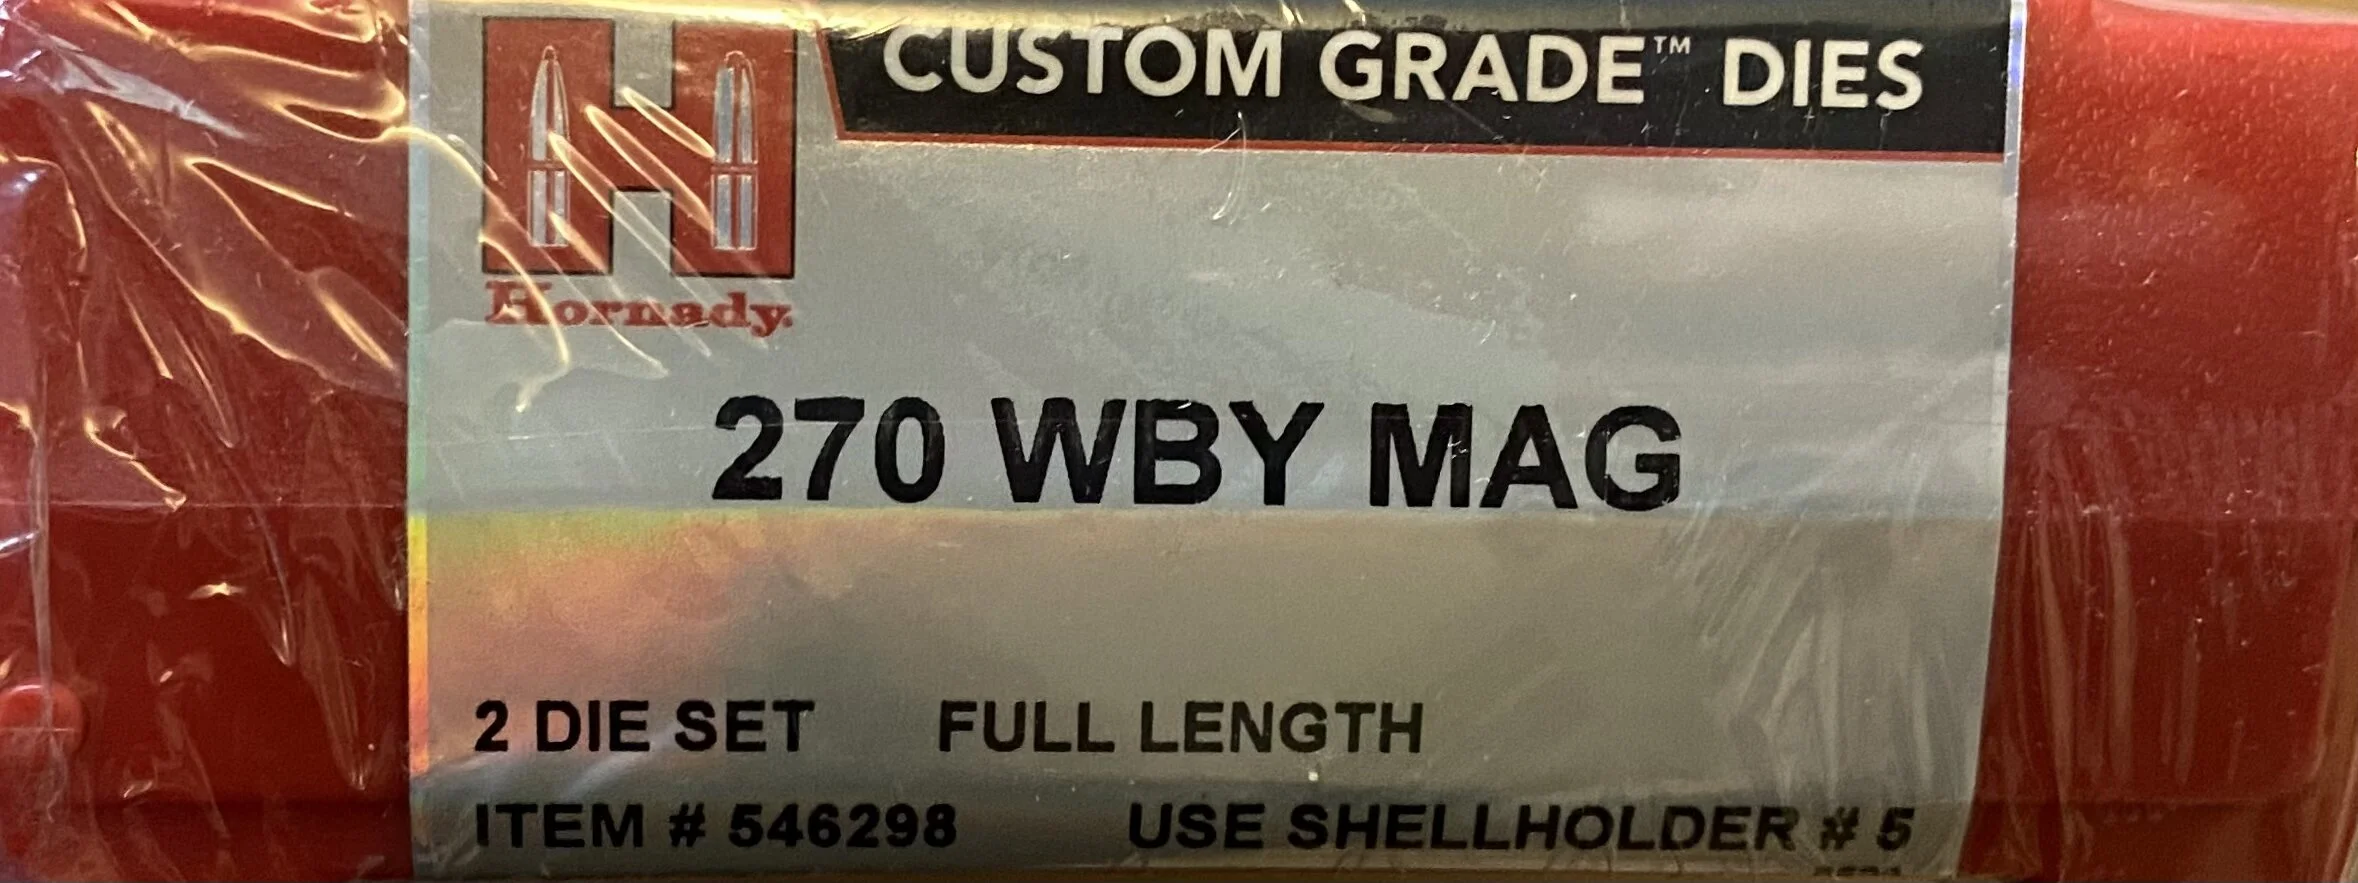 CUSTOM GRADE™ DIES
Hornady.
270 WBY MAG
2 DIE SET FULL LENGTH
ITEM # 546298 USE SHELLHOLDER # 5